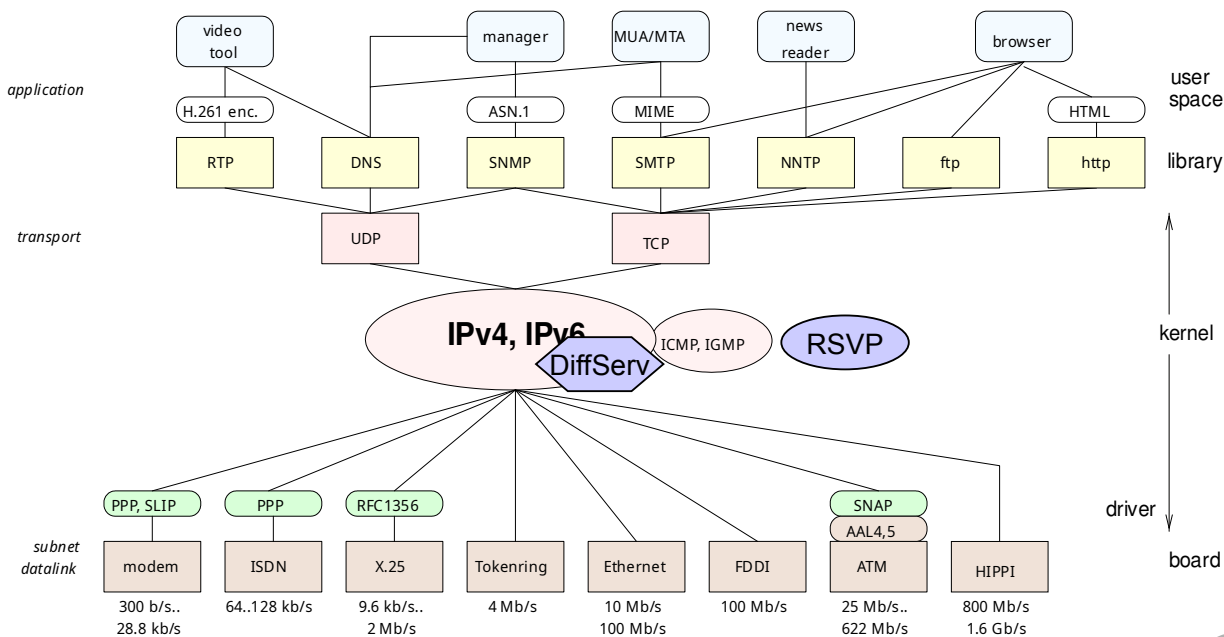 video
tool
manager
MUA/MTA
news
reader
browser
application
user
space
H.261 enc.
ASN.1
MIME
HTML
RTP
DNS
SNMP
SMTP
NNTP
ftp
http
library
transport
UDP
TCP
IPv4, IPv6
ICMP, IGMP
RSVP
DiffServ
kernel
PPP, SLIP
PPP
RFC1356
SNAP
driver
AAL4,5
subnet
datalink
modem
ISDN
X.25
Tokenring
Ethernet
FDDI
ATM
HIPPI
board
300 b/s..
28.8 kb/s
64..128 kb/s
9.6 kb/s..
2 Mb/s
4 Mb/s
10 Mb/s
100 Mb/s
100 Mb/s
25 Mb/s..
622 Mb/s
800 Mb/s
1.6 Gb/s